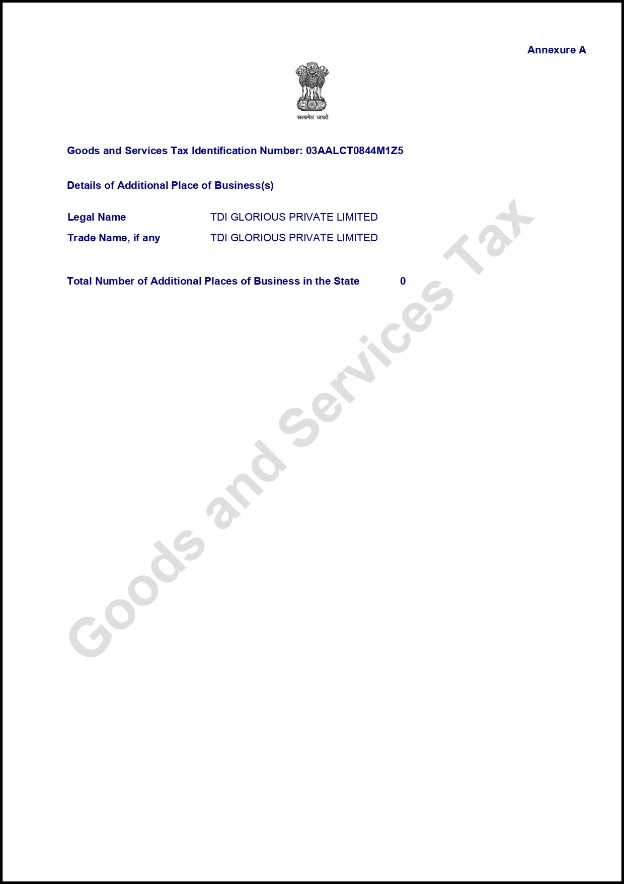 Annexure A
सत्यमेव जयते
Goods and Services Tax Identification Number: 03AALCT0844M1Z5
Details of Additional Place of Business(s)
Legal Name TDI GLORIOUS PRIVATE LIMITED
Trade Name, if any TDI GLORIOUS PRIVATE LIMITED
Total Number of Additional Places of Business in the State 0
Goods and Services Tax